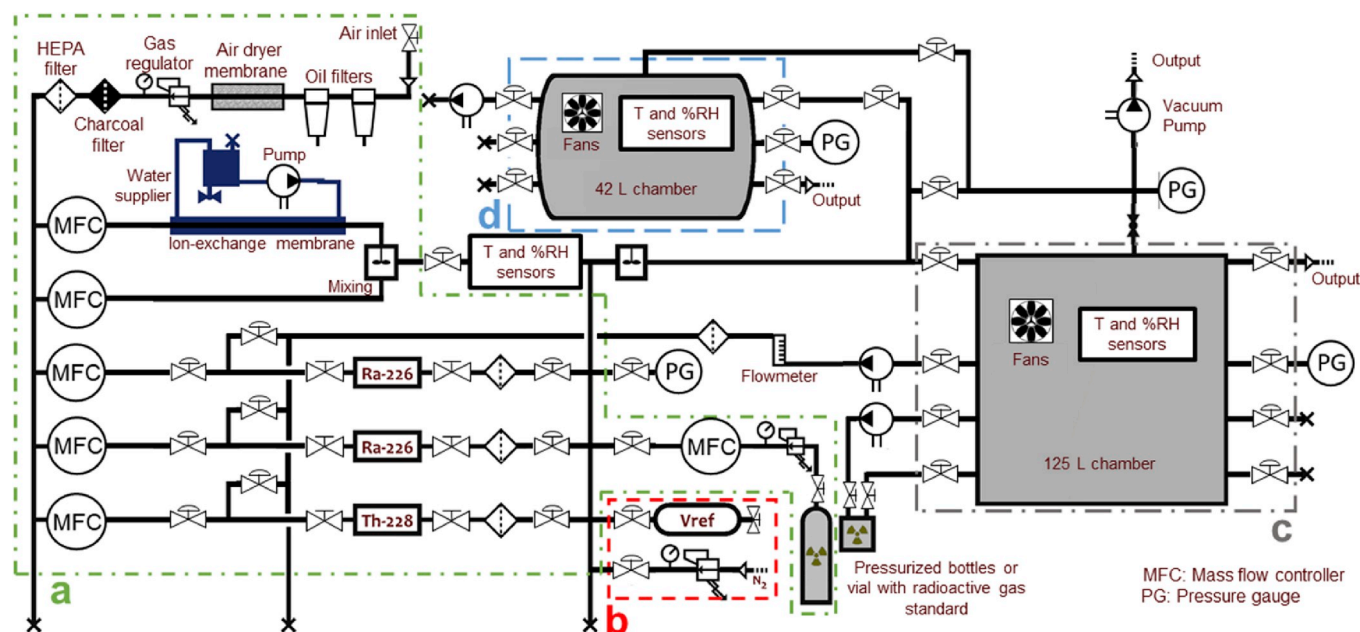 Air inlet
HEPA
filter
Gas
regulator
Air dryer
membrane
Oil filters
Charcoal
filter
Water
supplier
Pump
Ion-exchange membrane
MFC
MFC
Mixing
T and %RH
sensors
Fans
T and %RH
sensors
42 L chamber
PG
Output
d
Output
Vacuum
Pump
PG
Output
Fans
T and %RH
sensors
PG
125 L chamber
c
MFC
Ra-226
PG
Flowmeter
MFC
Ra-226
MFC
MFC
Th-228
Vref
N2
a
b
Pressurized bottles or
vial with radioactive gas
standard
MFC: Mass flow controller
PG: Pressure gauge